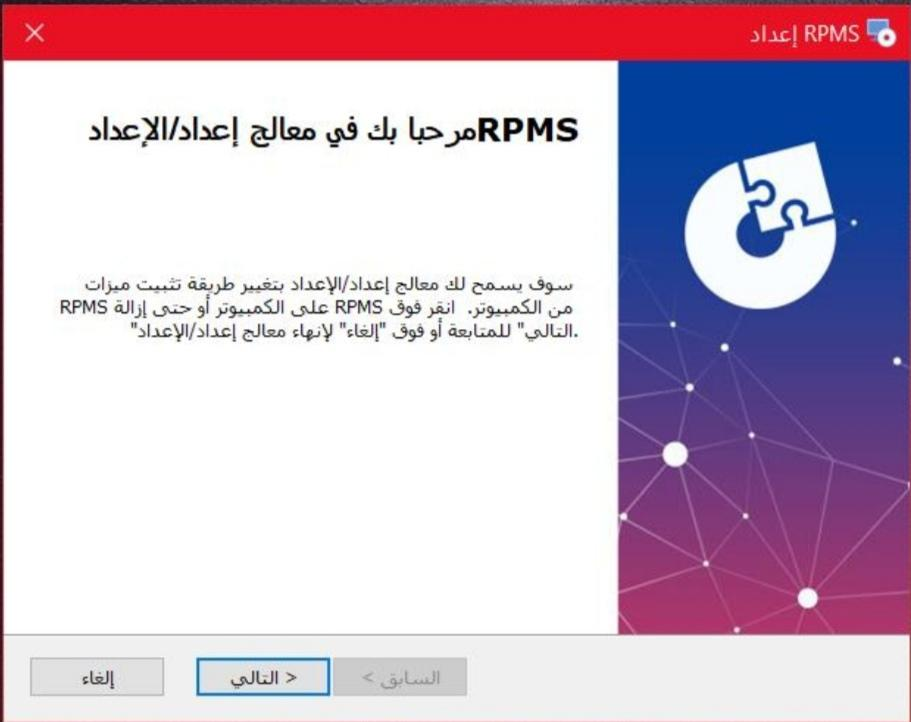 RPMS إعداد
RPMSمرحبا بك في معالج إعداد/الإعداد
سوف يسمح لك معالج إعداد/الإعداد بتغيير طريقة تثبيت ميزات
من الكمبيوتر. انقر فوق RPMS على الكمبيوتر أو حتى إزالة RPMS
.التالي" للمتابعة أو فوق "إلغاء" لإنهاء معالج إعداد/الإعداد"
السابق >
< التالي
إلغاء